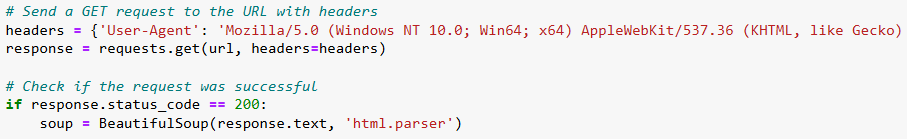 # Send a GET request to the URL with headers
headers = {'User-Agent': 'Mozilla/5.0 (Windows NT 10.0; Win64; x64) AppleWebKit/537.36 (KHTML, like Gecko)
response = requests.get(url, headers=headers)
# Check if the request was successful
if response.status_code == 200:
    soup = BeautifulSoup(response.text, 'html.parser')